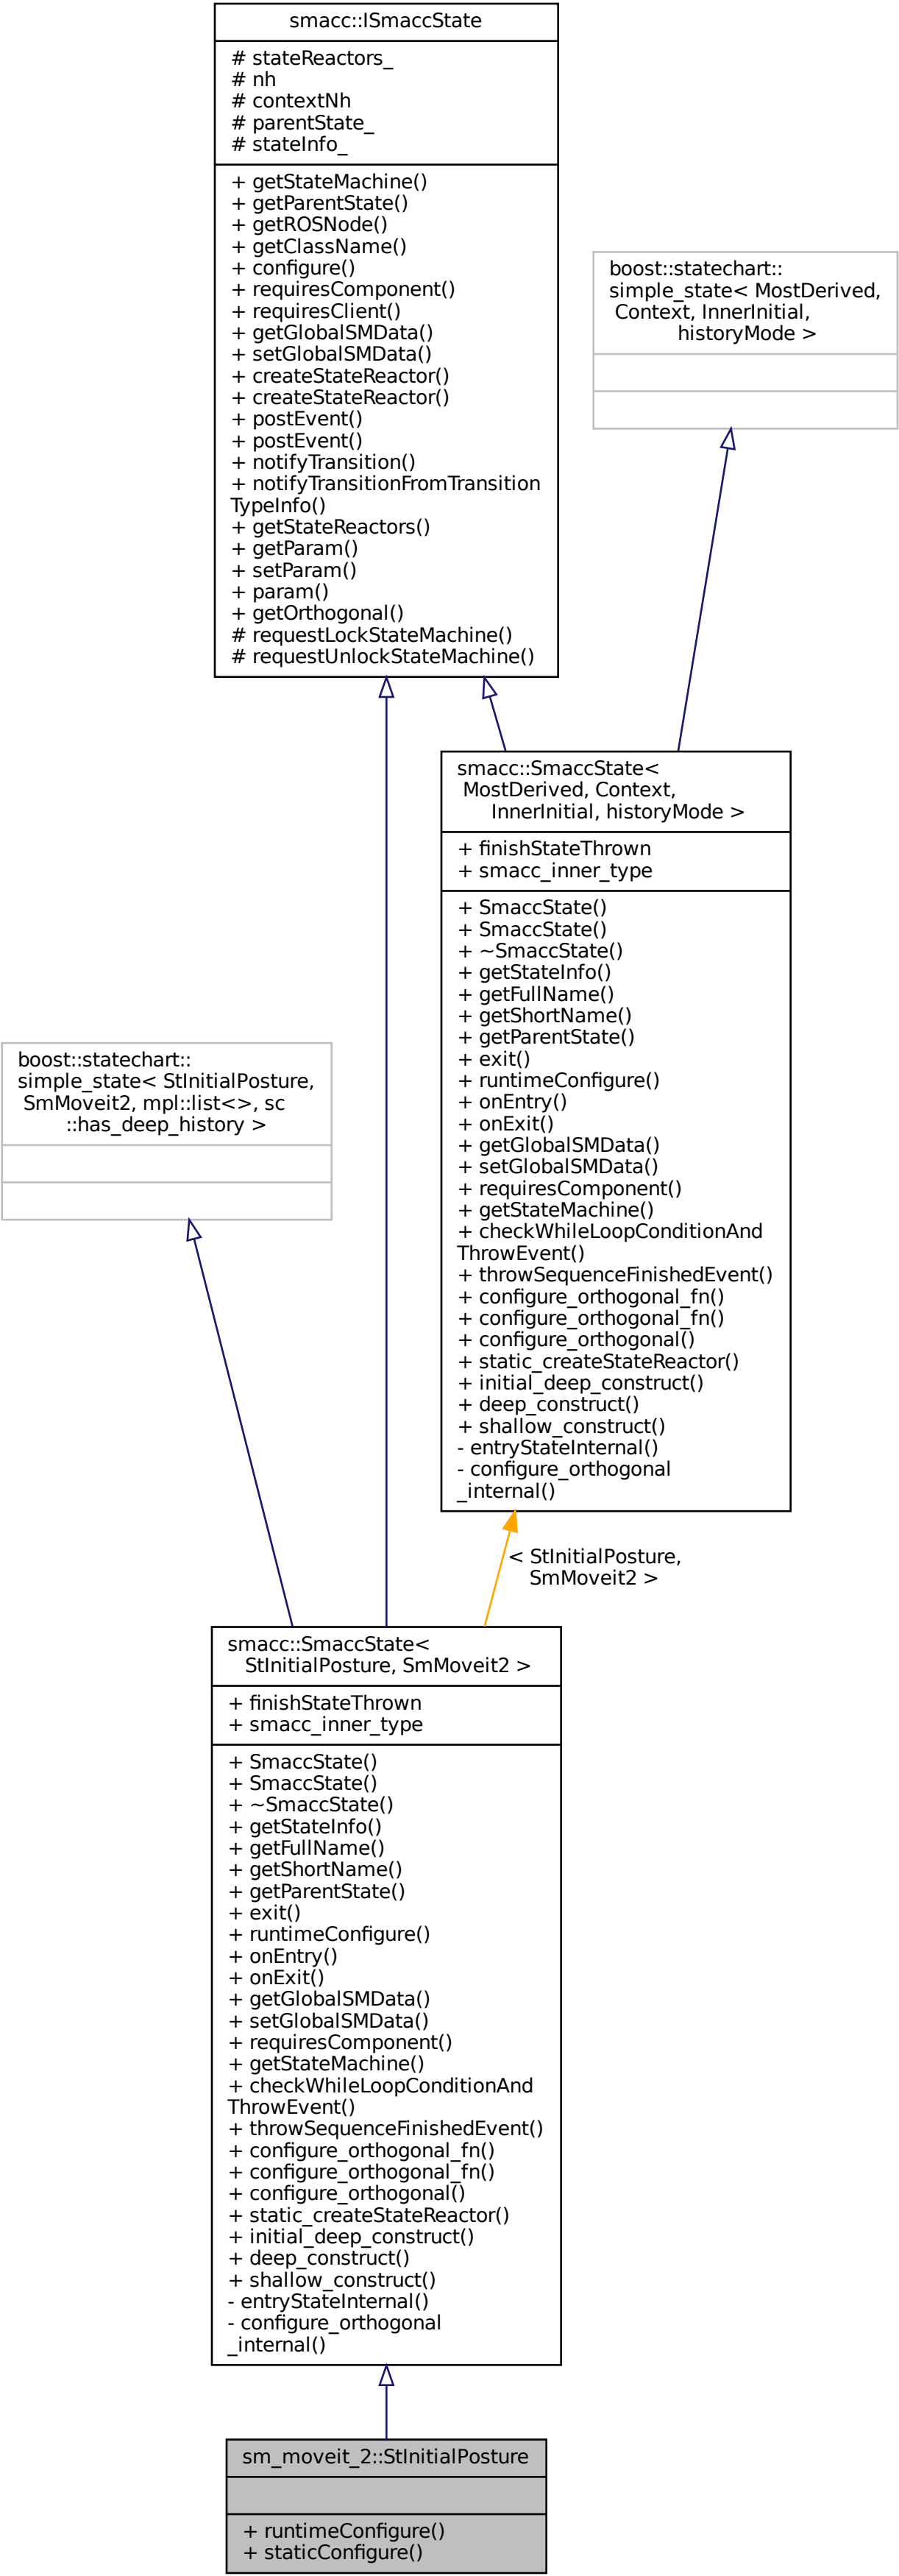 smacc::ISmaccState
# stateReactors_
# nh
# contextNh
# parentState_
# stateInfo_
+ getStateMachine()
+ getParentState()
+ getROSNode()
+ getClassName()
+ configure()
+ requiresComponent()
+ requiresClient()
+ getGlobalSMData()
+ setGlobalSMData()
+ createStateReactor()
+ createStateReactor()
+ postEvent()
+ postEvent()
+ notifyTransition()
+ notifyTransitionFromTransition
TypeInfo()
+ getStateReactors()
+ getParam()
+ setParam()
+ param()
+ getOrthogonal()
# requestLockStateMachine()
# requestUnlockStateMachine()
boost::statechart::
simple_state< MostDerived,
Context, InnerInitial,
historyMode >
smacc::SmaccState<
MostDerived, Context,
InnerInitial, historyMode >
+ finishStateThrown
+ smacc_inner_type
+ SmaccState()
+ SmaccState()
+ ~SmaccState()
+ getStateInfo()
+ getFullName()
+ getShortName()
+ getParentState()
+ exit()
+ runtimeConfigure()
+ onEntry()
+ onExit()
+ getGlobalSMData()
+ setGlobalSMData()
+ requiresComponent()
+ getStateMachine()
+ checkWhileLoopConditionAnd
ThrowEvent()
+ throwSequenceFinishedEvent()
+ configure_orthogonal_fn()
+ configure_orthogonal_fn()
+ configure_orthogonal()
+ static_createStateReactor()
+ initial_deep_construct()
+ deep_construct()
+ shallow_construct()
- entryStateInternal()
- configure_orthogonal
_internal()
boost::statechart::
simple_state< StInitialPosture,
SmMoveit2, mpl::list<>, sc
::has_deep_history >
< StInitialPosture,
SmMoveit2 >
smacc::SmaccState<
StInitialPosture, SmMoveit2 >
+ finishStateThrown
+ smacc_inner_type
+ SmaccState()
+ SmaccState()
+ ~SmaccState()
+ getStateInfo()
+ getFullName()
+ getShortName()
+ getParentState()
+ exit()
+ runtimeConfigure()
+ onEntry()
+ onExit()
+ getGlobalSMData()
+ setGlobalSMData()
+ requiresComponent()
+ getStateMachine()
+ checkWhileLoopConditionAnd
ThrowEvent()
+ throwSequenceFinishedEvent()
+ configure_orthogonal_fn()
+ configure_orthogonal_fn()
+ configure_orthogonal()
+ static_createStateReactor()
+ initial_deep_construct()
+ deep_construct()
+ shallow_construct()
- entryStateInternal()
- configure_orthogonal
_internal()
sm_moveit_2::StInitialPosture
+ runtimeConfigure()
+ staticConfigure()